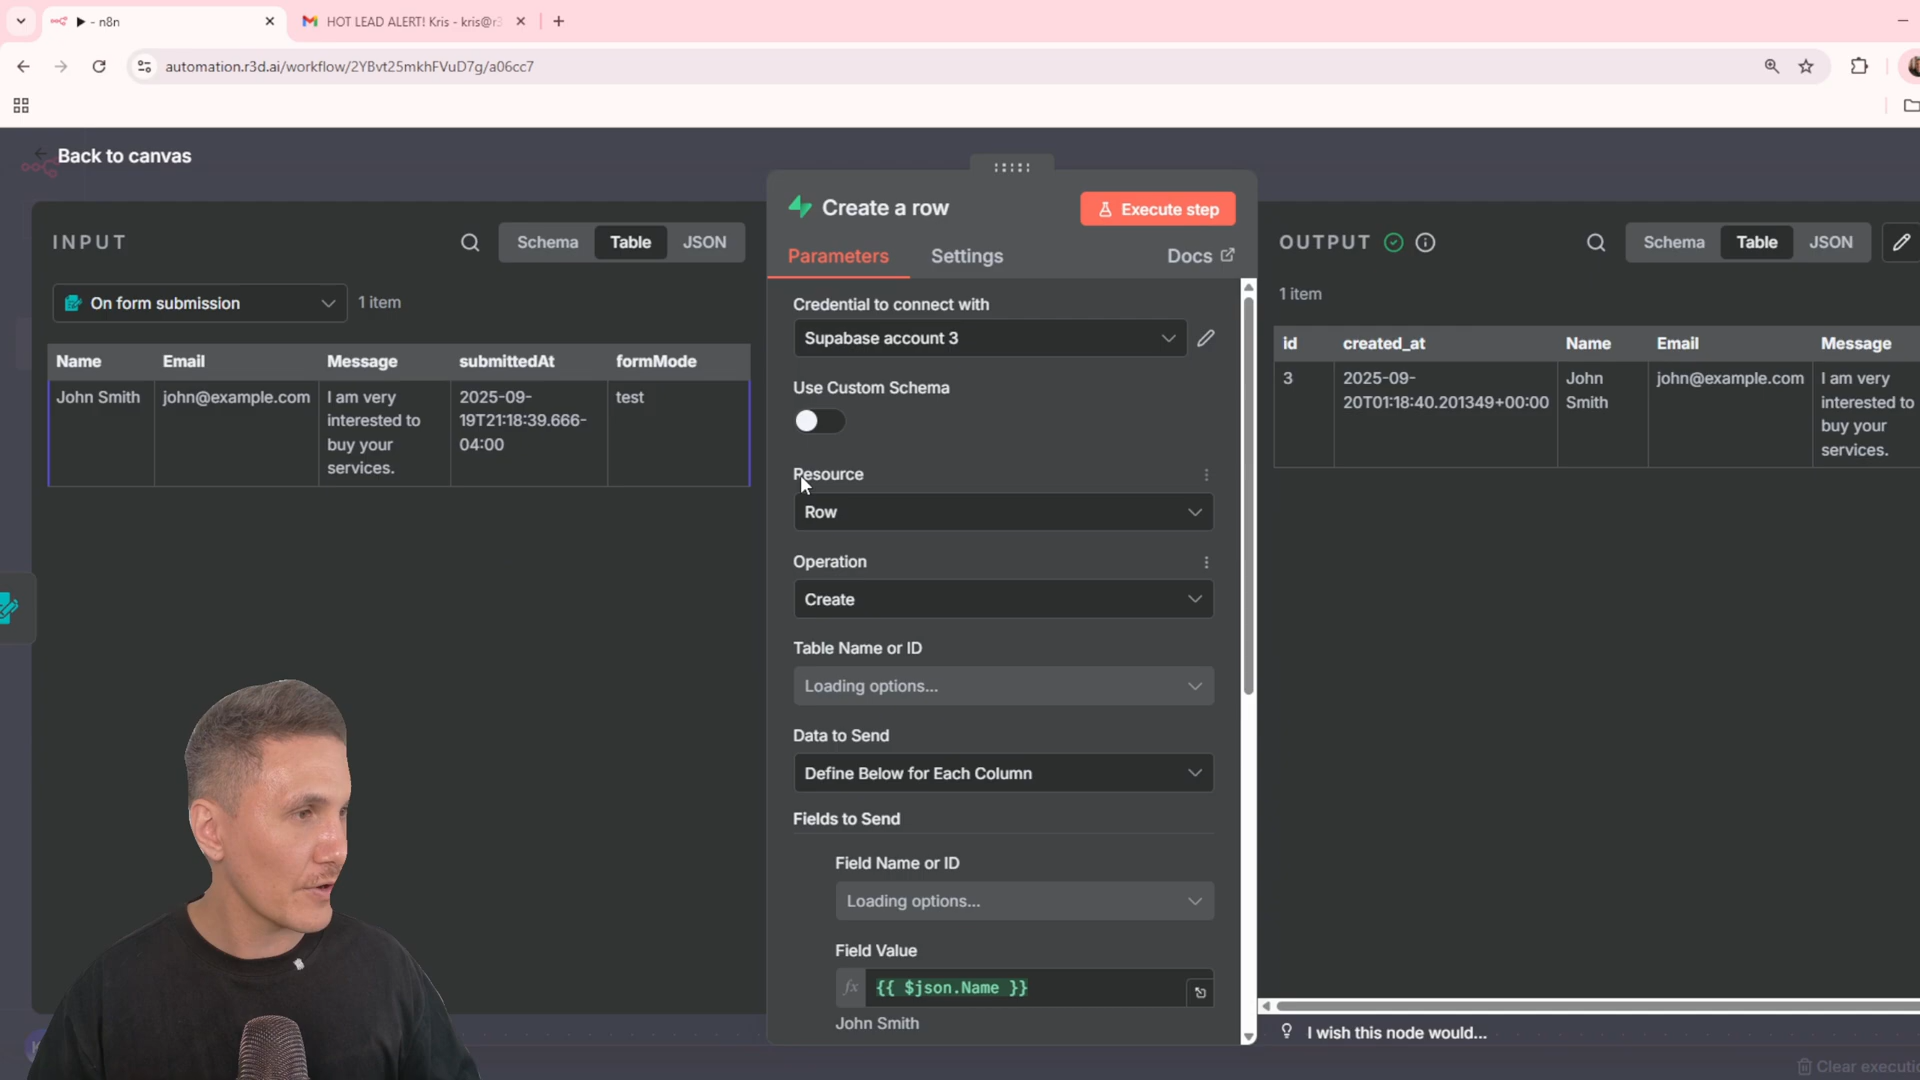 ▶ - n8n
HOT LEAD ALERT! Kris - kris@r3
automation.r3d.ai/workflow/2YBvt25mkhFVuD7g/a06cc7
Back to canvas
INPUT
Schema
Table
JSON
On form submission
1 item
Name Email Message submittedAt formMode
John Smith john@example.com I am very interested to buy your services. 2025-09-19T21:18:39.666-04:00 test
Create a row
Execute step
Parameters
Settings
Docs
Credential to connect with
Supabase account 3
Use Custom Schema
Resource
Row
Operation
Create
Table Name or ID
Loading options...
Data to Send
Define Below for Each Column
Fields to Send
Field Name or ID
Loading options...
Field Value
fx {{ $json.Name }}
John Smith
OUTPUT
Schema
Table
JSON
1 item
id created_at Name Email Message
3 2025-09-20T01:18:40.201349+00:00 John Smith john@example.com I am very interested to buy your services.
I wish this node would...
Clear executi